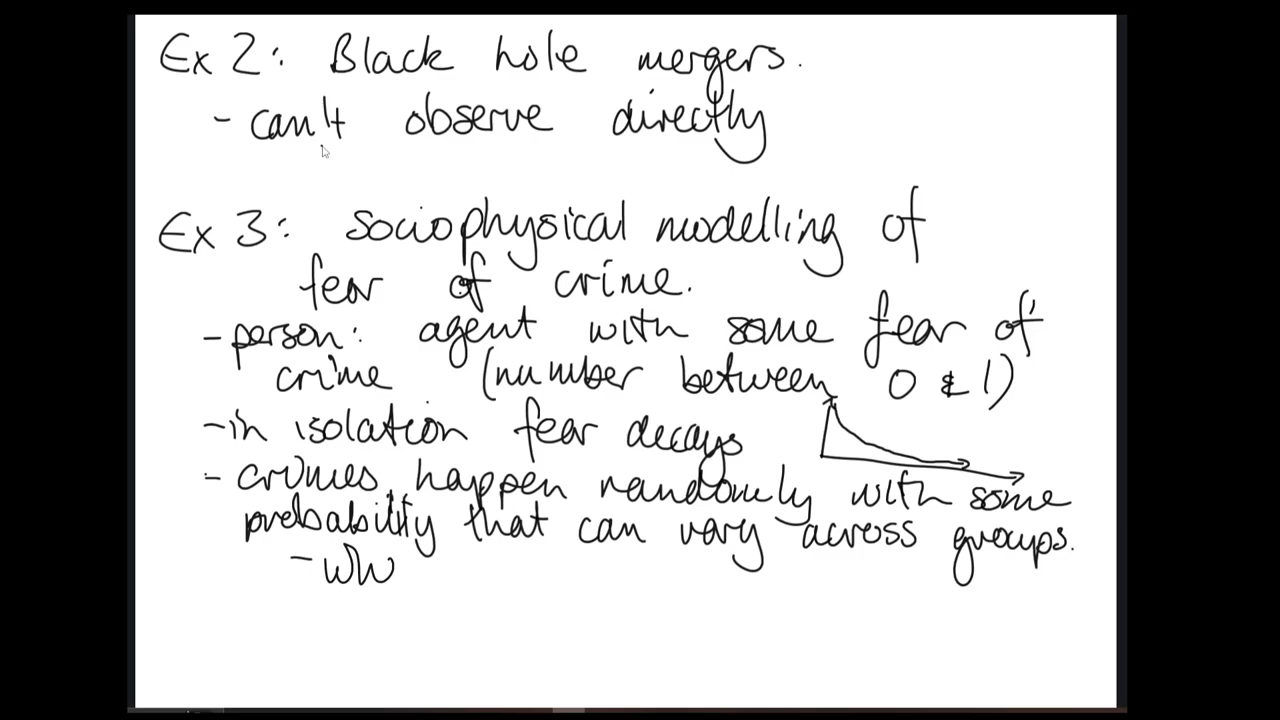 Ex 2: Black hole mergers.
- can't observe directly
Ex 3: sociophysical modelling of
fear of crime.
- person: agent with some fear of
crime (number between 0 & 1)
- in isolation fear decays
- crimes happen randomly with some
probability that can vary across groups.
- wh